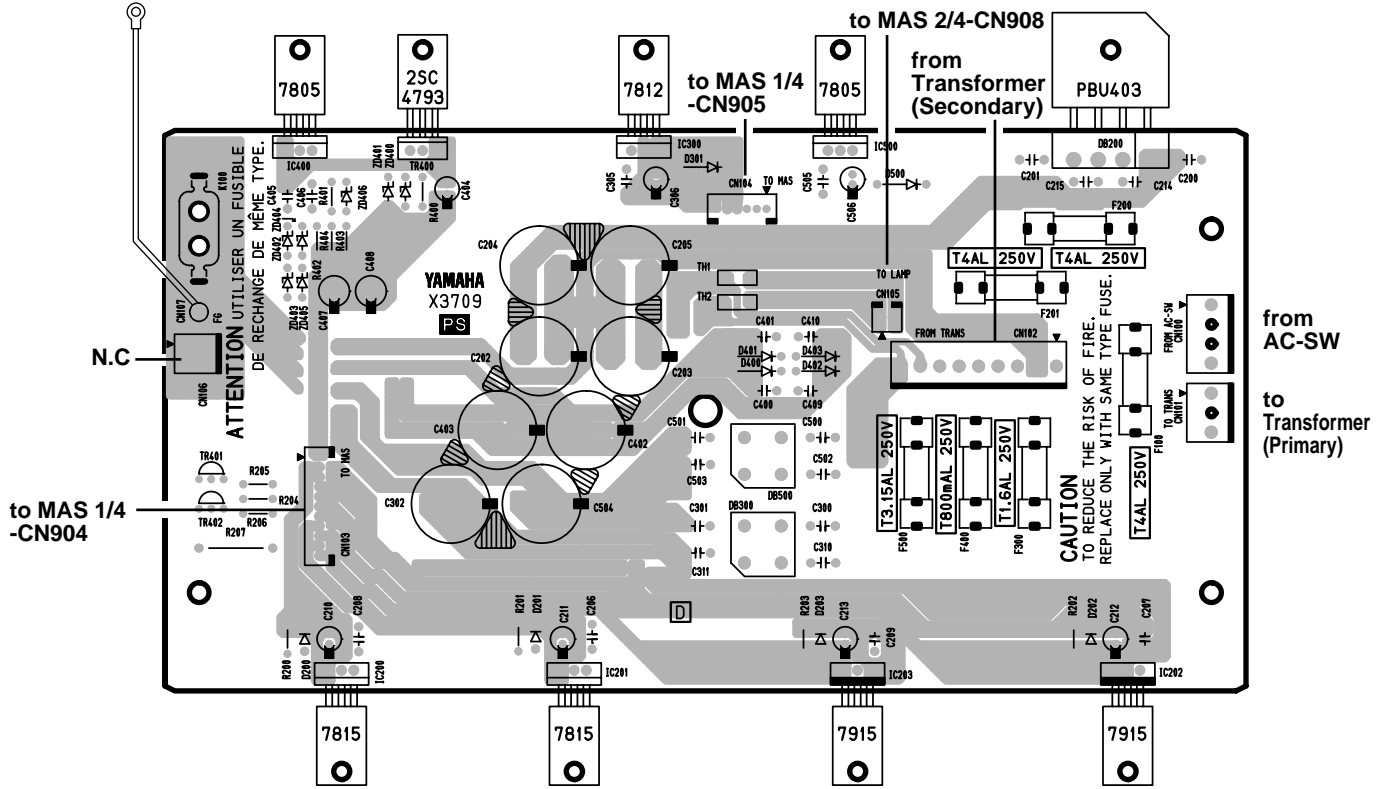 to MAS 2/4-CN908
to MAS 1/4
-CN905
from
Transformer
(Secondary)
7805
2SC
4793
7812
7805
PBU403
IC400
TR400
IC300
IC500
DB200
K100
C405
C406
R401
ZD406
ZD401
ZD400
R400
C404
ZD404
ZD402
R404
R403
R402
C408
ZD403
ZD405
C407
C305
C306
D301
CN104
TO MAS
C505
C506
D500
C201
C215
C214
C200
F200
T4AL 250V
T4AL 250V
F201
ATTENTION UTILISER UN FUSIBLE
DE RECHANGE DE MÊME TYPE.
YAMAHA
X3709
PS
C204
C205
TH1
TH2
TO LAMP
CN105
CN107
FG
N.C
CN106
C202
C203
C401
C410
D401
D403
D400
D402
C400
C409
FROM TRANS
CN102
FROM AC-SW
CN100
from
AC-SW
TO TRANS
CN101
to
Transformer
(Primary)
F100
T4AL 250V
C403
C402
C501
C500
C503
C502
DB500
T3.15AL 250V
T800mAL 250V
T1.6AL 250V
F500
F400
F300
CAUTION
TO REDUCE THE RISK OF FIRE.
REPLACE ONLY WITH SAME TYPE FUSE.
TR401
R205
R204
TR402
R206
R207
to MAS 1/4
-CN904
TO MAS
CN103
C302
C504
C301
DB300
C300
C311
C310
D
R200
D200
C210
C208
IC200
R201
D201
C211
C206
IC201
R203
D203
C213
C209
IC203
R202
D202
C212
C207
IC202
7815
7815
7915
7915